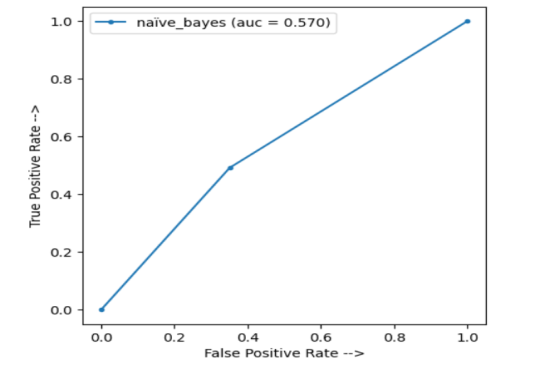 naïve_bayes (auc = 0.570)
1.0
0.8
0.6
0.4
0.2
0.0
True Positive Rate -->
0.0 0.2 0.4 0.6 0.8 1.0
False Positive Rate -->